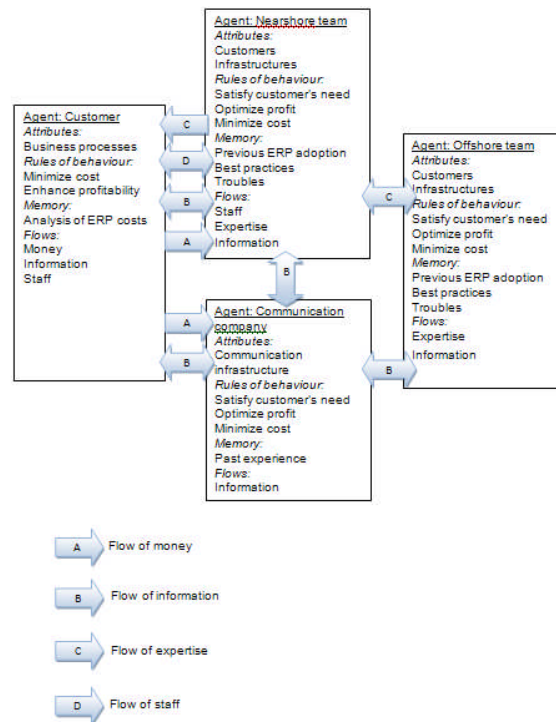 Agent: Nearshore team
Attributes:
Customers
Infrastructures
Rules of behaviour:
Satisfy customer's need
Optimize profit
Minimize cost
Memory:
Previous ERP adoption
Best practices
Troubles
Flows:
Staff
Expertise
Information
Agent: Customer
Attributes:
Business processes
Rules of behaviour:
Minimize cost
Enhance profitability
Memory:
Analysis of ERP costs
Flows:
Money
Information
Staff
C
D
B
A
Agent: Offshore team
Attributes:
Customers
Infrastructures
Rules of behaviour:
Satisfy customer's need
Optimize profit
Minimize cost
Memory:
Previous ERP adoption
Best practices
Troubles
Flows:
Expertise
Information
C
B
A
B
Agent: Communication
company
Attributes:
Communication
infrastructure
Rules of behaviour:
Satisfy customer's need
Optimize profit
Minimize cost
Memory:
Past experience
Flows:
Information
B
A Flow of money
B Flow of information
C Flow of expertise
D Flow of staff